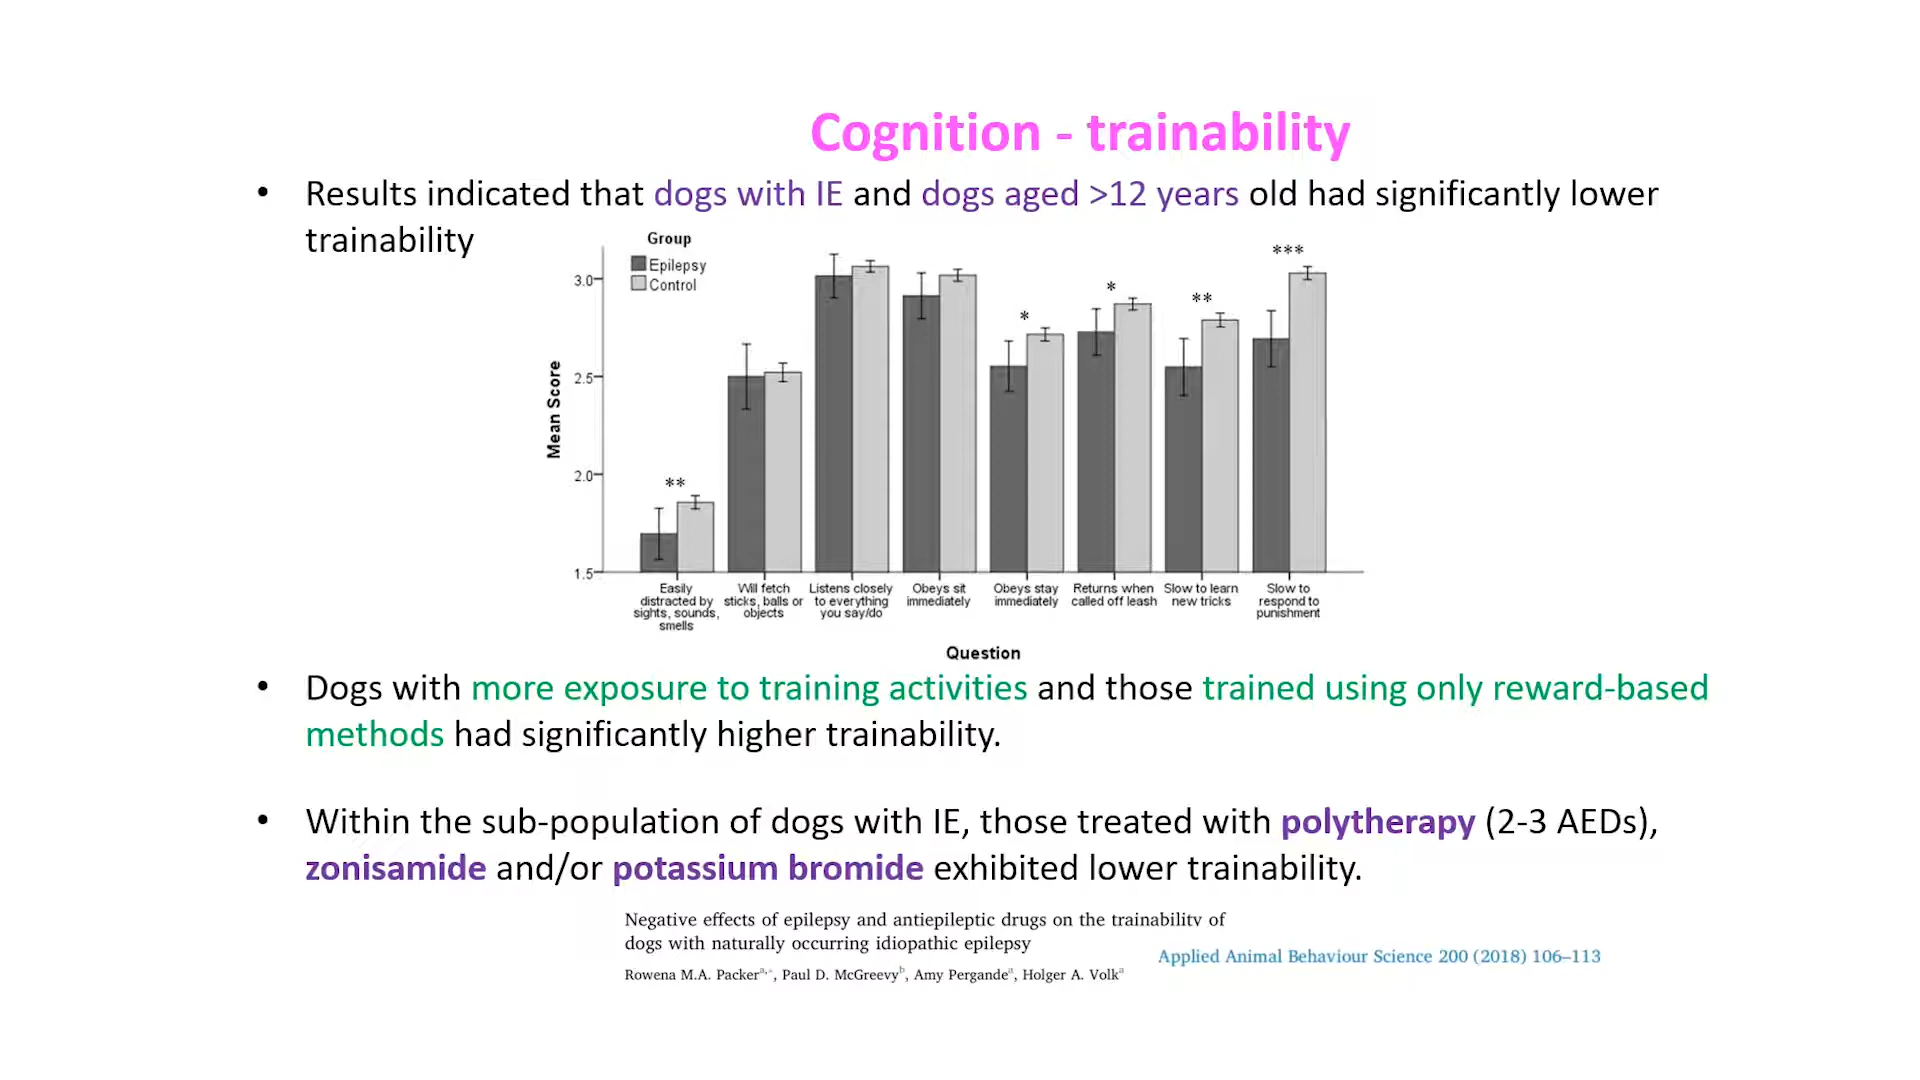 Cognition - trainability
• Results indicated that dogs with IE and dogs aged >12 years old had significantly lower
trainability
Group
Epilepsy
Control
Mean Score
3.0
2.5
2.0
1.5
**
*
*
**
***
Easily
distracted by
sights, sounds,
smells
Will fetch
sticks, balls or
objects
Listens closely
to everything
you say/do
Obeys sit
immediately
Obeys stay
immediately
Returns when
called off leash
Slow to learn
new tricks
Slow to
respond to
punishment
Question
• Dogs with more exposure to training activities and those trained using only reward-based
methods had significantly higher trainability.
• Within the sub-population of dogs with IE, those treated with polytherapy (2-3 AEDs),
zonisamide and/or potassium bromide exhibited lower trainability.
Negative effects of epilepsy and antiepileptic drugs on the trainability of
dogs with naturally occurring idiopathic epilepsy
Rowena M.A. Packera,*, Paul D. McGreevyb, Amy Pergandea, Holger A. Volka
Applied Animal Behaviour Science 200 (2018) 106–113